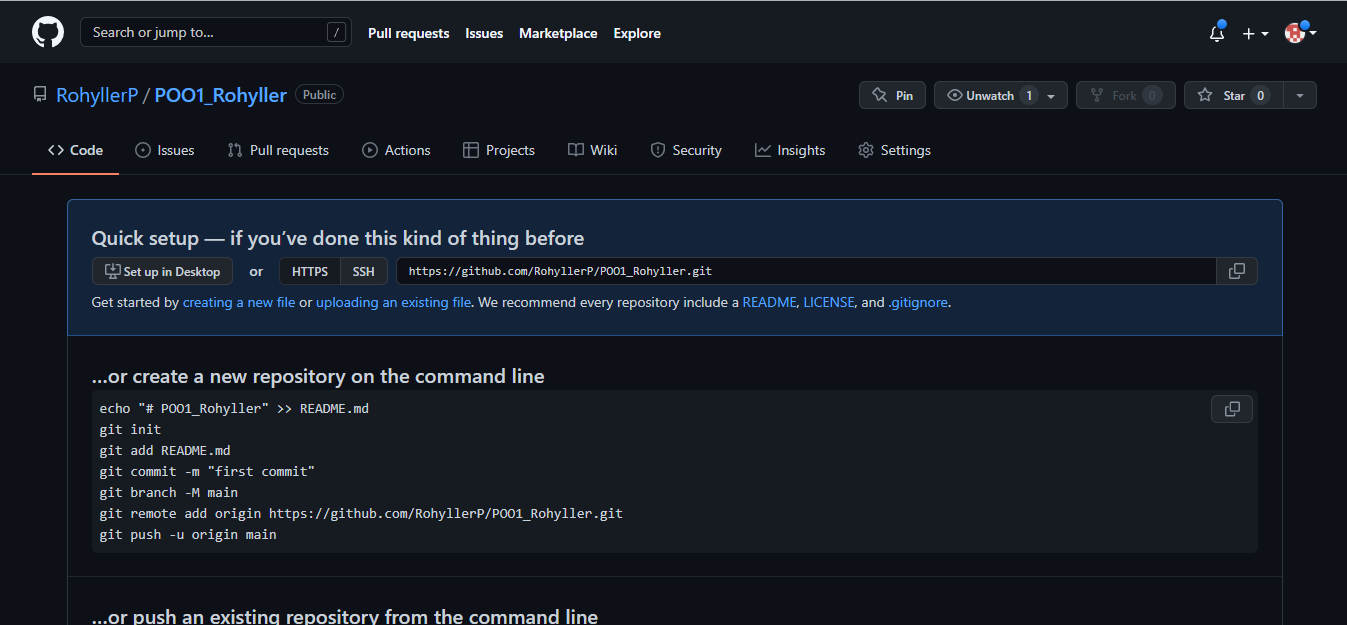 Search or jump to... / Pull requests Issues Marketplace Explore
RohyllerP / POO1_Rohyller Public Pin Unwatch 1 Fork 0 Star 0
Code Issues Pull requests Actions Projects Wiki Security Insights Settings
Quick setup — if you’ve done this kind of thing before
Set up in Desktop or HTTPS SSH https://github.com/RohyllerP/POO1_Rohyller.git
Get started by creating a new file or uploading an existing file. We recommend every repository include a README, LICENSE, and .gitignore.
…or create a new repository on the command line
echo "# POO1_Rohyller" >> README.md
git init
git add README.md
git commit -m "first commit"
git branch -M main
git remote add origin https://github.com/RohyllerP/POO1_Rohyller.git
git push -u origin main
…or push an existing repository from the command line